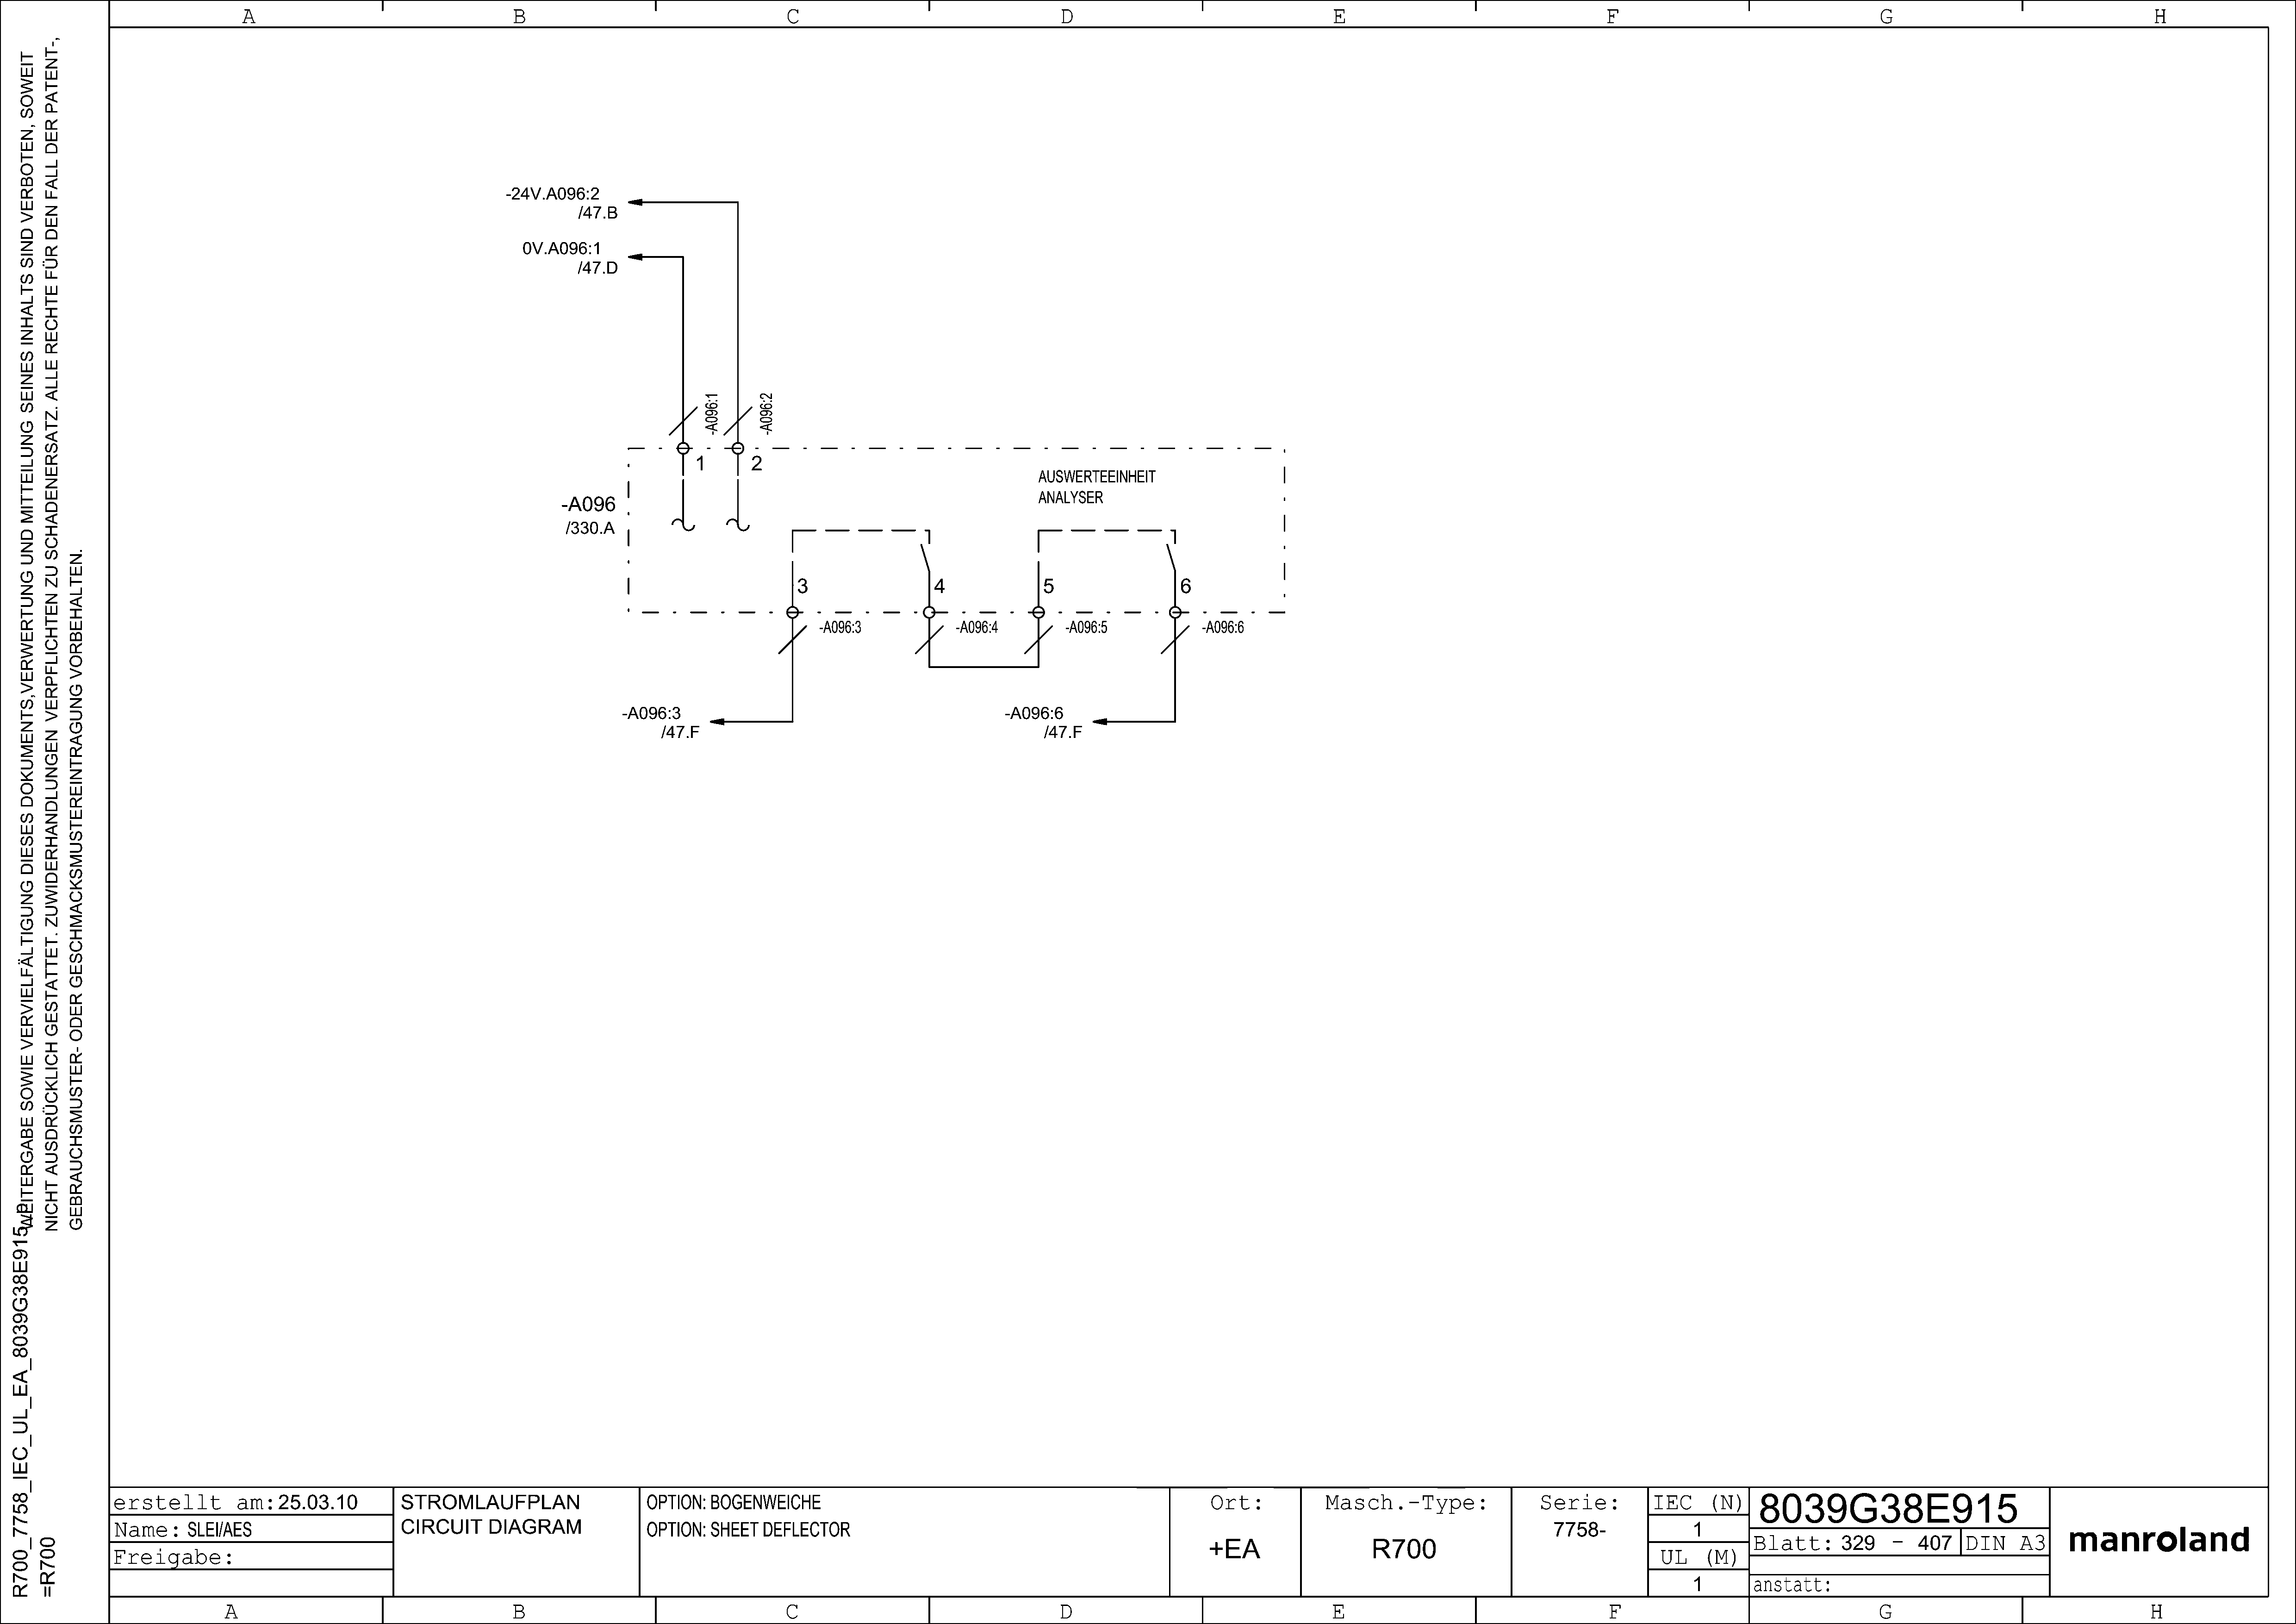 A B C D E F G H
WEITERGABE SOWIE VERVIELFÄLTIGUNG DIESES DOKUMENTS,VERWERTUNG UND MITTEILUNG SEINES INHALTS SIND VERBOTEN, SOWEIT
NICHT AUSDRÜCKLICH GESTATTET. ZUWIDERHANDLUNGEN VERPFLICHTEN ZU SCHADENERSATZ. ALLE RECHTE FÜR DEN FALL DER PATENT-,
GEBRAUCHSMUSTER- ODER GESCHMACKSMUSTEREINTRAGUNG VORBEHALTEN.
R700_7758_IEC_UL_EA_8039G38E915_D
=R700
-24V.A096:2
/47.B
0V.A096:1
/47.D
-A096:1
-A096:2
1 2
AUSWERTEEINHEIT
ANALYSER
-A096
/330.A
3 4 5 6
-A096:3 -A096:4 -A096:5 -A096:6
-A096:3
/47.F
-A096:6
/47.F
erstellt am: 25.03.10
Name: SLEI/AES
Freigabe:
STROMLAUFPLAN
CIRCUIT DIAGRAM
OPTION: BOGENWEICHE
OPTION: SHEET DEFLECTOR
Ort:
+EA
Masch.-Type:
R700
Serie:
7758-
IEC (N)
1
UL (M)
1
8039G38E915
Blatt: 329 - 407 DIN A3
anstatt:
manroland
A B C D E F G H